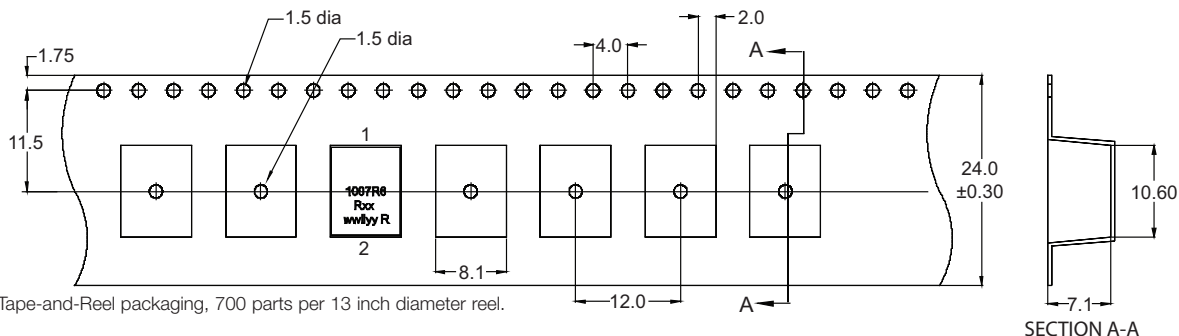 1.5 dia
2.0
1.5 dia
4.0
A
1.75
11.5
1
1007R6
Rxx
wwllyy R
2
24.0
±0.30
10.60
8.1
12.0
A
7.1
Tape-and-Reel packaging, 700 parts per 13 inch diameter reel.
SECTION A-A